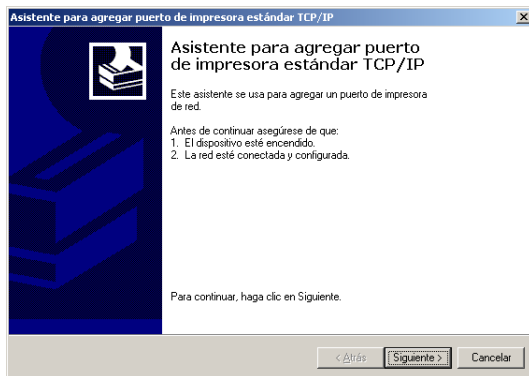 Asistente para agregar puerto de impresora estándar TCP/IP
Asistente para agregar puerto
de impresora estándar TCP/IP
Este asistente se usa para agregar un puerto de impresora
de red.
Antes de continuar asegúrese de que:
1. El dispositivo esté encendido.
2. La red esté conectada y configurada.
Para continuar, haga clic en Siguiente.
< Atrás Siguiente > Cancelar